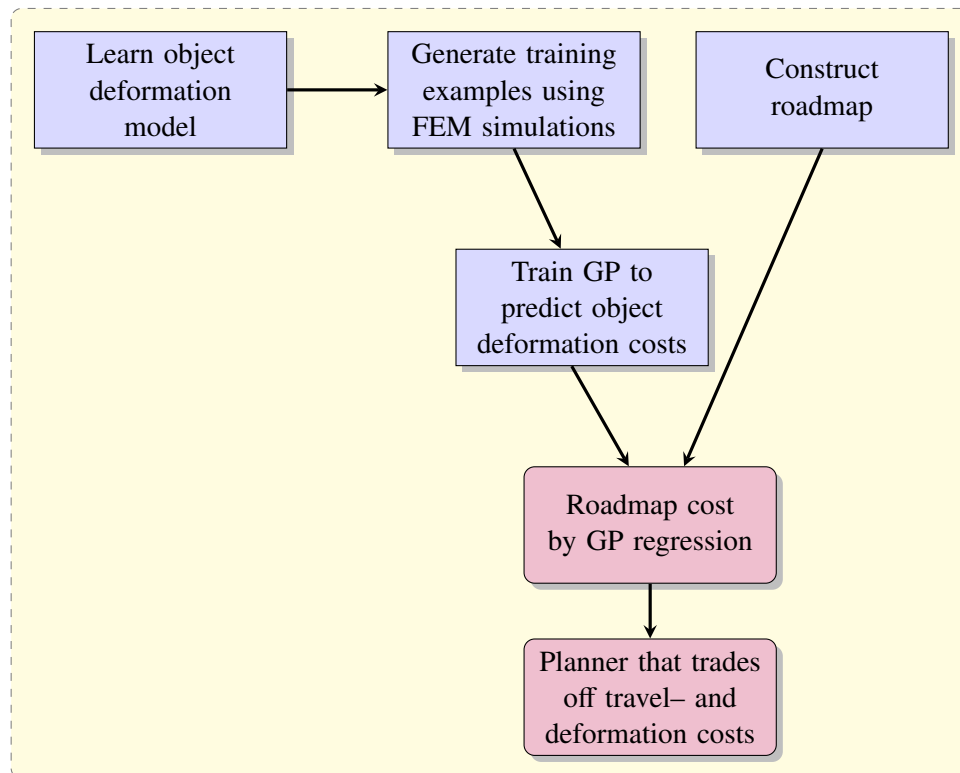 Learn object
deformation
model
Generate training
examples using
FEM simulations
Construct
roadmap
Train GP to
predict object
deformation costs
Roadmap cost
by GP regression
Planner that trades
off travel– and
deformation costs